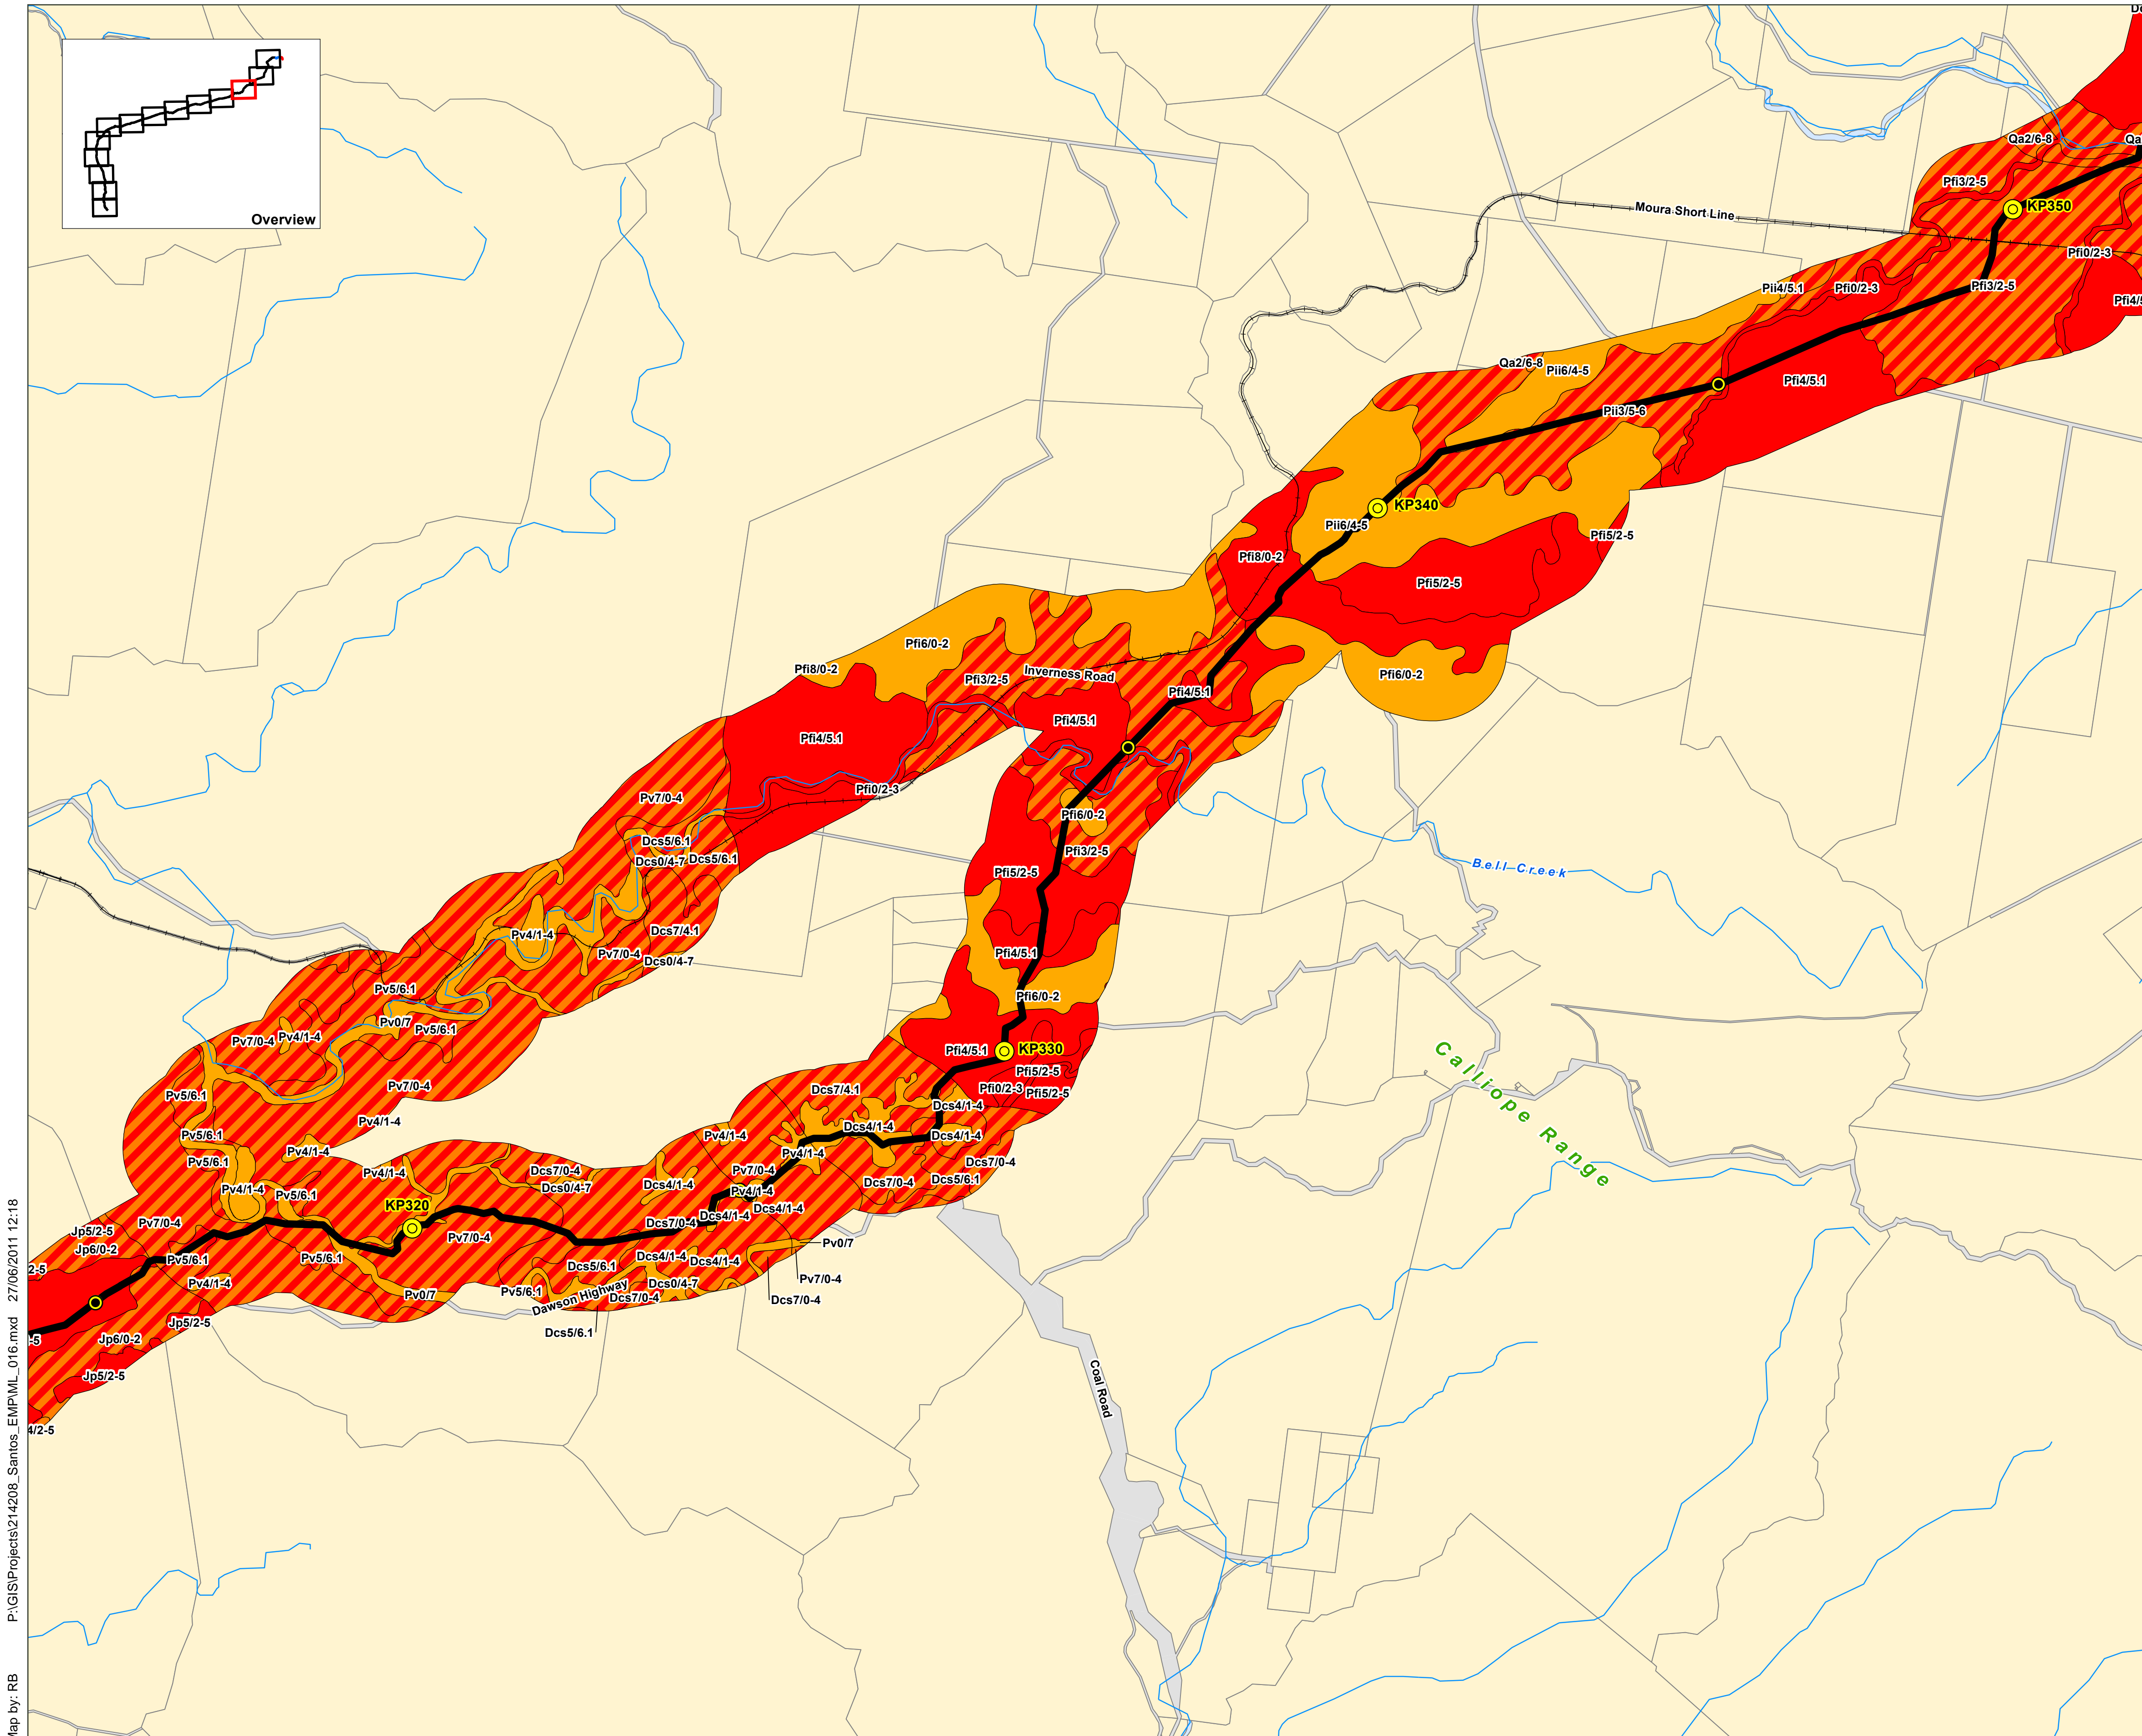 De
Overview
Qa2/6-8
Qa
Pfi3/2-5
KP350
Moura Short Line
Pfi0/2-3
Pii4/5.1
Pfi0/2-3
Pfi3/2-5
Pfi4/5
Qa2/6-8
Pii6/4-5
Pfi4/5.1
Pii3/5-6
KP340
Pii6/4-5
Pfi5/2-5
Pfi8/0-2
Pfi5/2-5
Pfi6/0-2
Pfi8/0-2
Inverness Road
Pfi3/2-5
Pfi6/0-2
Pfi4/5.1
Pfi4/5.1
Pfi4/5.1
Pfi0/2-3
Pv7/0-4
Pfi6/0-2
Dcs5/6.1
Pfi3/2-5
Dcs0/4-7
Dcs5/6.1
Pfi5/2-5
Bell Creek
Pv4/1-4
Dcs7/4.1
Pv7/0-4
Pfi4/5.1
Dcs0/4-7
Pv5/6.1
Pfi6/0-2
Pv0/7
Pv5/6.1
Pv4/1-4
Pv7/0-4
Pfi4/5.1
KP330
Calliope Range
Pfi5/2-5
Pv7/0-4
Pfi0/2-3
Pfi5/2-5
Dcs7/4.1
Pv5/6.1
Dcs4/1-4
Pv4/1-4
Dcs4/1-4
Pv5/6.1
Pv4/1-4
Dcs4/1-4
Pv4/1-4
Pv4/1-4
Pv5/6.1
Dcs7/0-4
Pv4/1-4
Dcs7/0-4
Pv7/0-4
Dcs5/6.1
Dcs7/0-4
Pv4/1-4
Dcs0/4-7
Dcs4/1-4
Pv5/6.1
Pv4/1-4
KP320
Dcs4/1-4
Dcs4/1-4
Pv7/0-4
Dcs7/0-4
Jp5/2-5
Pv7/0-4
Pv0/7
Jp6/0-2
Pv5/6.1
Pv5/6.1
Dcs4/1-4
Dcs4/1-4
Dcs5/6.1
2-5
Pv7/0-4
Pv4/1-4
Dcs0/4-7
Pv5/6.1
Pv0/7
Dawson Highway
Dcs7/0-4
Dcs7/0-4
Jp5/2-5
Dcs5/6.1
-5
Jp6/0-2
Jp5/2-5
Coal Road
4/2-5
Map by: RB P:\GIS\Projects\214208_Santos_EMP\ML_016.mxd 27/06/2011 12:18